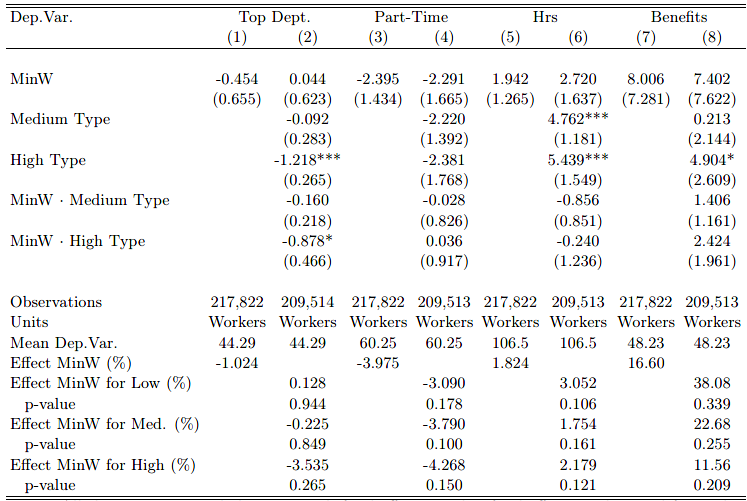 Dep.Var. Top Dept. Part-Time Hrs Benefits
(1) (2) (3) (4) (5) (6) (7) (8)
MinW -0.454 0.044 -2.395 -2.291 1.942 2.720 8.006 7.402
(0.655) (0.623) (1.434) (1.665) (1.265) (1.637) (7.281) (7.622)
Medium Type -0.092 -2.220 4.762*** 0.213
(0.283) (1.392) (1.181) (2.144)
High Type -1.218*** -2.381 5.439*** 4.904*
(0.265) (1.768) (1.549) (2.609)
MinW · Medium Type -0.160 -0.028 -0.856 1.406
(0.218) (0.826) (0.851) (1.161)
MinW · High Type -0.878* 0.036 -0.240 2.424
(0.466) (0.917) (1.236) (1.961)
Observations 217,822 209,514 217,822 209,513 217,822 209,513 217,822 209,513
Units Workers Workers Workers Workers Workers Workers Workers Workers
Mean Dep.Var. 44.29 44.29 60.25 60.25 106.5 106.5 48.23 48.23
Effect MinW (%) -1.024 -3.975 1.824 16.60
Effect MinW for Low (%) 0.128 -3.090 3.052 38.08
p-value 0.944 0.178 0.106 0.339
Effect MinW for Med. (%) -0.225 -3.790 1.754 22.68
p-value 0.849 0.100 0.161 0.255
Effect MinW for High (%) -3.535 -4.268 2.179 11.56
p-value 0.265 0.150 0.121 0.209